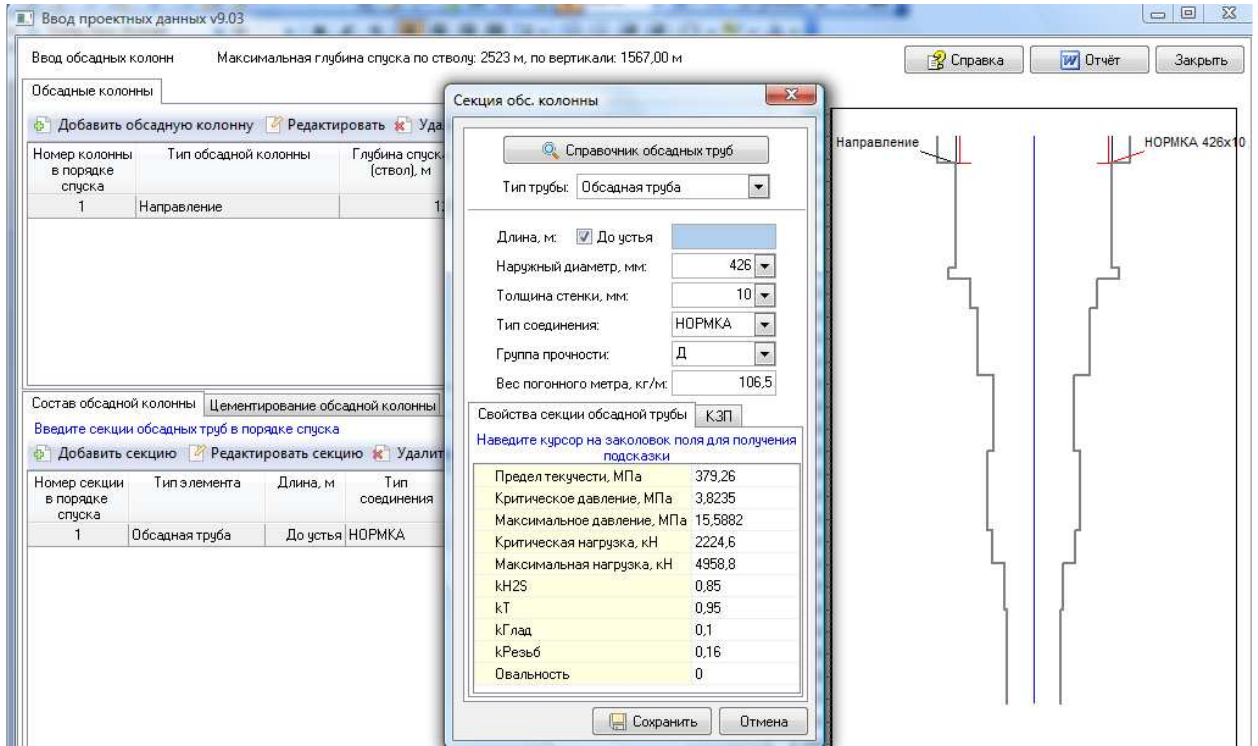 Ввод проектных данных v9.03
Ввод обсадных колонн Максимальная глубина спуска по стволу: 2523 м, по вертикали: 1567,00 м
Справка Отчёт Закрыть
Обсадные колонны
Добавить обсадную колонну Редактировать
Номер колонны в порядке спуска
Тип обсадной колонны
Глубина (ствол), м
1 Направление
Состав обсадной колонны Цементирование обсадной колонны
Введите секции обсадных труб в порядке спуска
Добавить секцию Редактировать секцию
Номер секции в порядке спуска
Тип элемента
Длина, м
Тип соединения
1 Обсадная труба До устья НОРМКА
Секция обс. колонны
Справочник обсадных труб
Тип трубы: Обсадная труба
Длина, м: До устья
Наружный диаметр, мм: 426
Толщина стенки, мм: 10
Тип соединения: НОРМКА
Группа прочности: Д
Вес погонного метра, кг/м: 106,5
Свойства секции обсадной трубы КЗП
Наведите курсор на заколовок поля для получения
подсказки
Предел текучести, МПа 379,26
Критическое давление, МПа 3,8235
Максимальное давление, МПа 15,5882
Критическая нагрузка, кН 2224,6
Максимальная нагрузка, кН 4958,8
kH2S 0,85
kТ 0,95
kГлад 0,1
kРезьб 0,16
Овальность 0
Сохранить Отмена
Направление НОРМКА 426x10